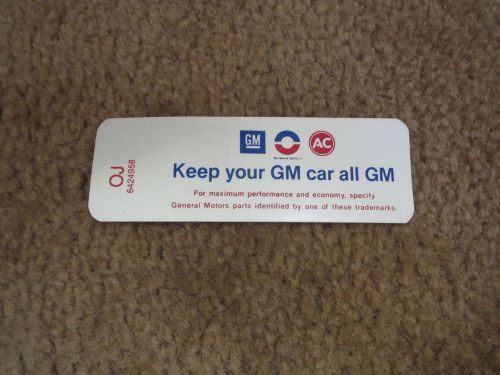 GM
AC
Keep your GM car all GM
For maximum performance and economy, specify
General Motors parts identified by one of these trademarks.
OJ
6424958